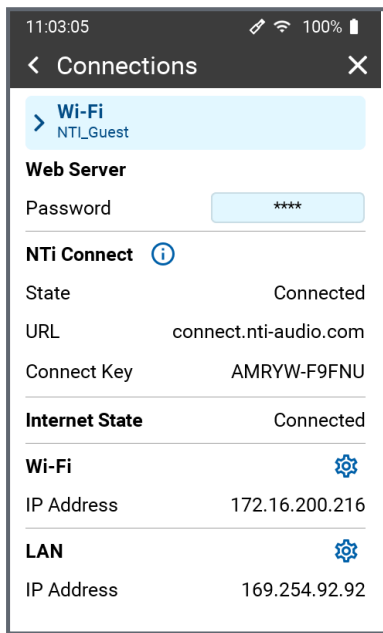 11:03:05 100%
Connections
Wi-Fi
NTI_Guest
Web Server
Password ****
NTi Connect
State Connected
URL connect.nti-audio.com
Connect Key AMRYW-F9FNU
Internet State Connected
Wi-Fi
IP Address 172.16.200.216
LAN
IP Address 169.254.92.92